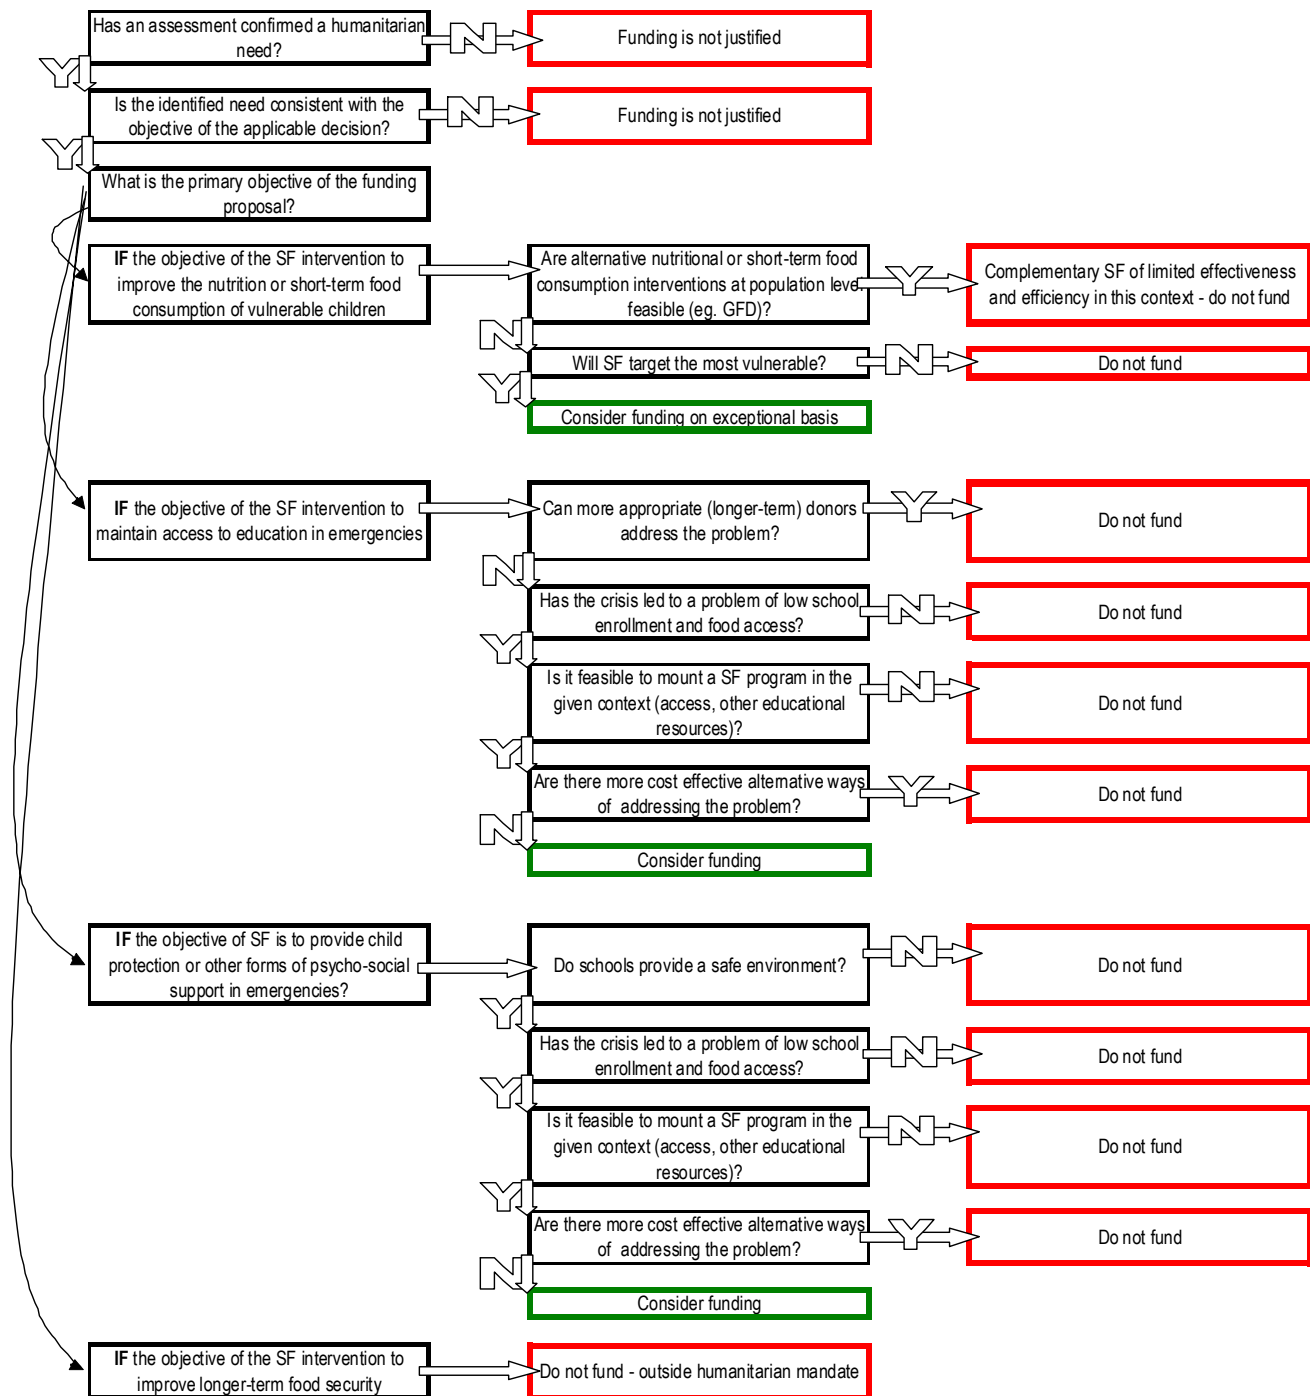 Has an assessment confirmed a humanitarian
need?
N
Funding is not justified
Y
Is the identified need consistent with the
objective of the applicable decision?
N
Funding is not justified
Y
What is the primary objective of the funding
proposal?
IF the objective of the SF intervention to
improve the nutrition or short-term food
consumption of vulnerable children
Are alternative nutritional or short-term food
consumption interventions at population level
feasible (eg. GFD)?
Y
Complementary SF of limited effectiveness
and efficiency in this context - do not fund
N
Will SF target the most vulnerable?
N
Do not fund
Y
Consider funding on exceptional basis
IF the objective of the SF intervention to
maintain access to education in emergencies
Can more appropriate (longer-term) donors
address the problem?
Y
Do not fund
N
Has the crisis led to a problem of low school
enrollment and food access?
N
Do not fund
Y
Is it feasible to mount a SF program in the
given context (access, other educational
resources)?
N
Do not fund
Y
Are there more cost effective alternative ways
of addressing the problem?
Y
Do not fund
N
Consider funding
IF the objective of SF is to provide child
protection or other forms of psycho-social
support in emergencies?
Do schools provide a safe environment?
N
Do not fund
Y
Has the crisis led to a problem of low school
enrollment and food access?
N
Do not fund
Y
Is it feasible to mount a SF program in the
given context (access, other educational
resources)?
N
Do not fund
Y
Are there more cost effective alternative ways
of addressing the problem?
Y
Do not fund
N
Consider funding
IF the objective of the SF intervention to
improve longer-term food security
Do not fund - outside humanitarian mandate